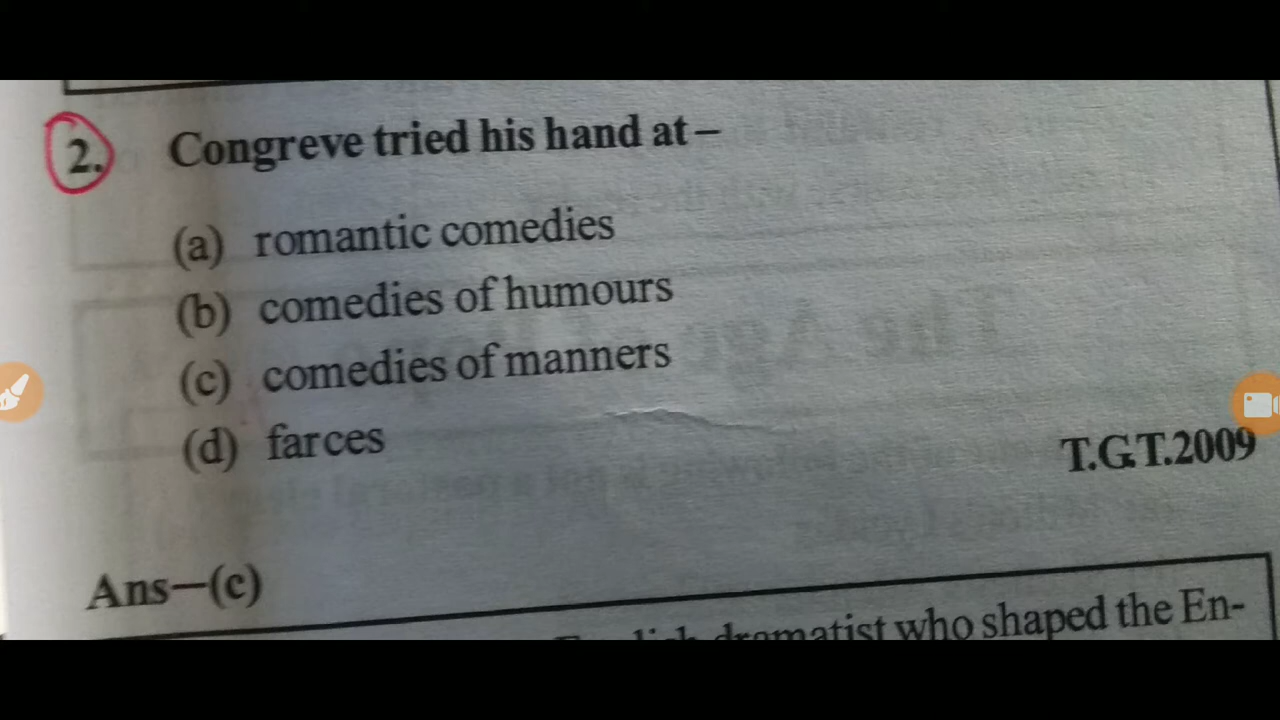 2. Congreve tried his hand at –
(a) romantic comedies
(b) comedies of humours
(c) comedies of manners
(d) farces
T.G.T.2009
Ans–(c)
dramatist who shaped the En-